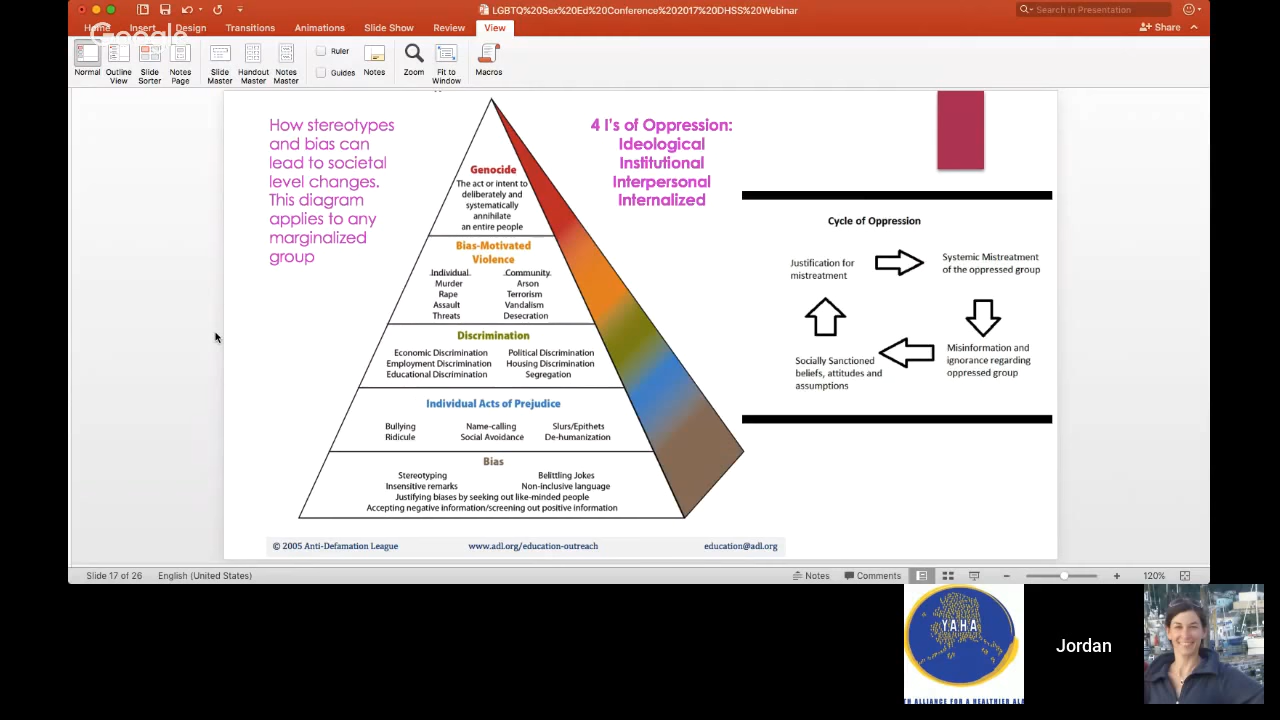 LGBTQ%20Sex%20Ed%20Conference%202017%20DHSS%20Webinar
Search in Presentation
Google
Home Insert Design Transitions Animations Slide Show Review View
Share
Normal
Outline View
Slide Sorter
Notes Page
Slide Master
Handout Master
Notes Master
Ruler
Guides
Notes
Zoom
Fit to Window
Macros
How stereotypes
and bias can
lead to societal
level changes.
This diagram
applies to any
marginalized
group
4 I's of Oppression:
Ideological
Institutional
Interpersonal
Internalized
Genocide
The act or intent to
deliberately and
systematically
annihilate
an entire people
Bias-Motivated
Violence
Individual Community
Murder Arson
Rape Terrorism
Assault Vandalism
Threats Desecration
Discrimination
Economic Discrimination Political Discrimination
Employment Discrimination Housing Discrimination
Educational Discrimination Segregation
Individual Acts of Prejudice
Bullying Name-calling Slurs/Epithets
Ridicule Social Avoidance De-humanization
Bias
Stereotyping Belittling Jokes
Insensitive remarks Non-inclusive language
Justifying biases by seeking out like-minded people
Accepting negative information/screening out positive information
© 2005 Anti-Defamation League www.adl.org/education-outreach education@adl.org
Cycle of Oppression
Justification for
mistreatment
Systemic Mistreatment
of the oppressed group
Misinformation and
ignorance regarding
oppressed group
Socially Sanctioned
beliefs, attitudes and
assumptions
Slide 17 of 26 English (United States) Notes Comments 120%
YAHA
Jordan